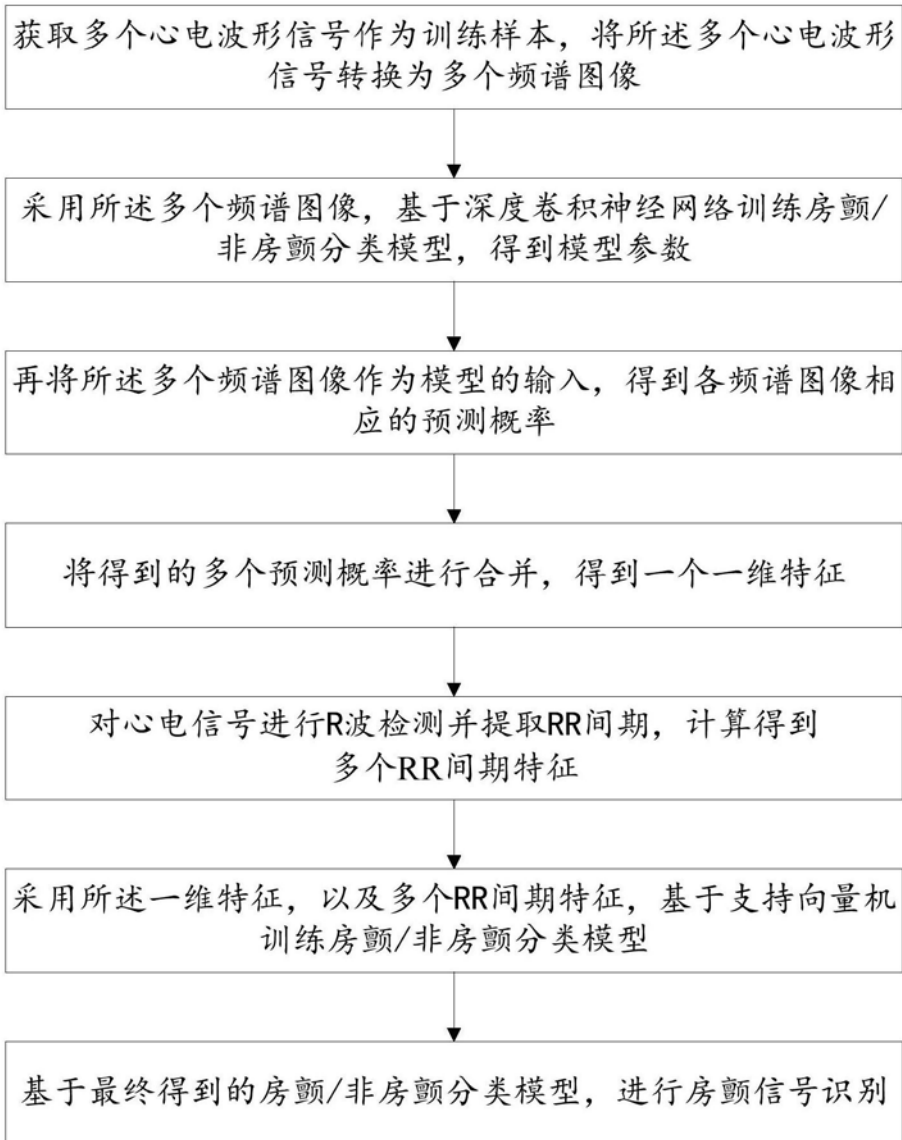 获取多个心电波形信号作为训练样本，将所述多个心电波形
信号转换为多个频谱图像
采用所述多个频谱图像，基于深度卷积神经网络训练房颤/
非房颤分类模型，得到模型参数
再将所述多个频谱图像作为模型的输入，得到各频谱图像相
应的预测概率
将得到的多个预测概率进行合并，得到一个一维特征
对心电信号进行R波检测并提取RR间期，计算得到
多个RR间期特征
采用所述一维特征，以及多个RR间期特征，基于支持向量机
训练房颤/非房颤分类模型
基于最终得到的房颤/非房颤分类模型，进行房颤信号识别